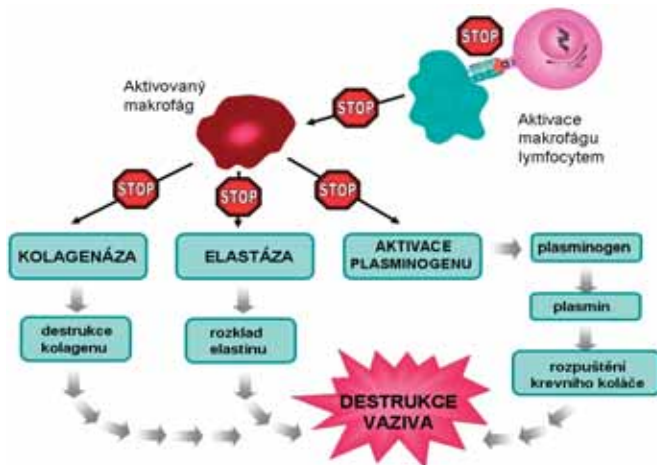 STOP
Aktivovaný
makrofág
STOP
Aktivace
makrofágu
lymfocytem
STOP
STOP
STOP
KOLAGENÁZA
ELASTÁZA
AKTIVACE
PLASMINOGENU
plasminogen
plasmin
destrukce
kolagenu
rozklad
elastinu
rozpuštění
krevního koláče
DESTRUKCE
VAZIVA